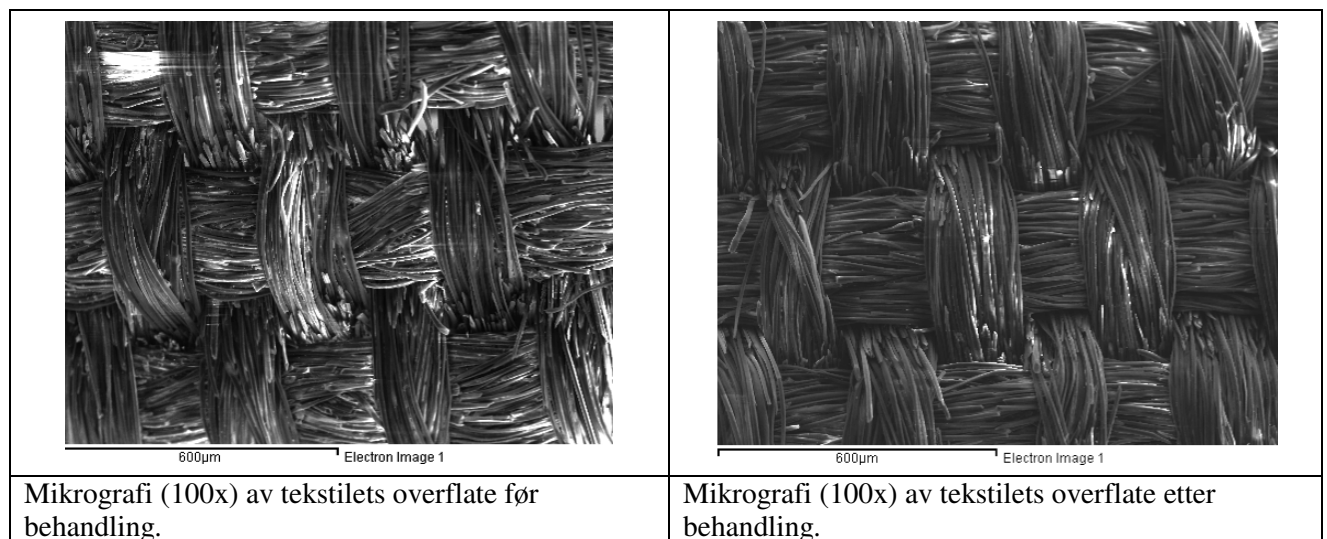 600µm Electron Image 1
600µm Electron Image 1
Mikrografi (100x) av tekstilets overflate før
behandling.
Mikrografi (100x) av tekstilets overflate etter
behandling.